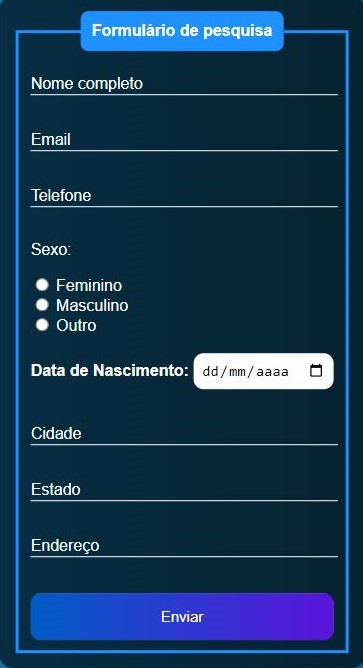 Formulário de pesquisa
Nome completo
Email
Telefone
Sexo:
Feminino
Masculino
Outro
Data de Nascimento: dd/mm/aaaa
Cidade
Estado
Endereço
Enviar